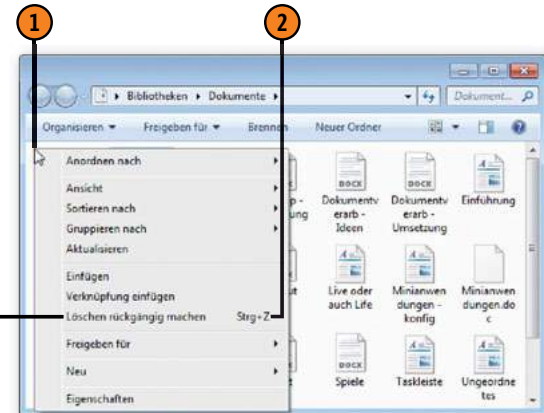 1
2
Bibliotheken Dokumente
Dokument...
Organisieren Freigeben für Brennen Neuer Ordner
Anordnen nach
Ansicht
Sortieren nach
Gruppieren nach
Aktualisieren
Einfügen
Verknüpfung einfügen
Löschen rückgängig machen Strg+Z
Freigeben für
Neu
Eigenschaften
DOCX
DOCX
p -
ung
Dokumentv
erarb -
Ideen
Dokumentv
erarb -
Umsetzung
Einführung
ut
Live oder
auch Life
Minianwen
dungen -
konfig
Minianwen
dungen.do
c
DOCX
t
Spiele
Taskleiste
Ungeordne
tes